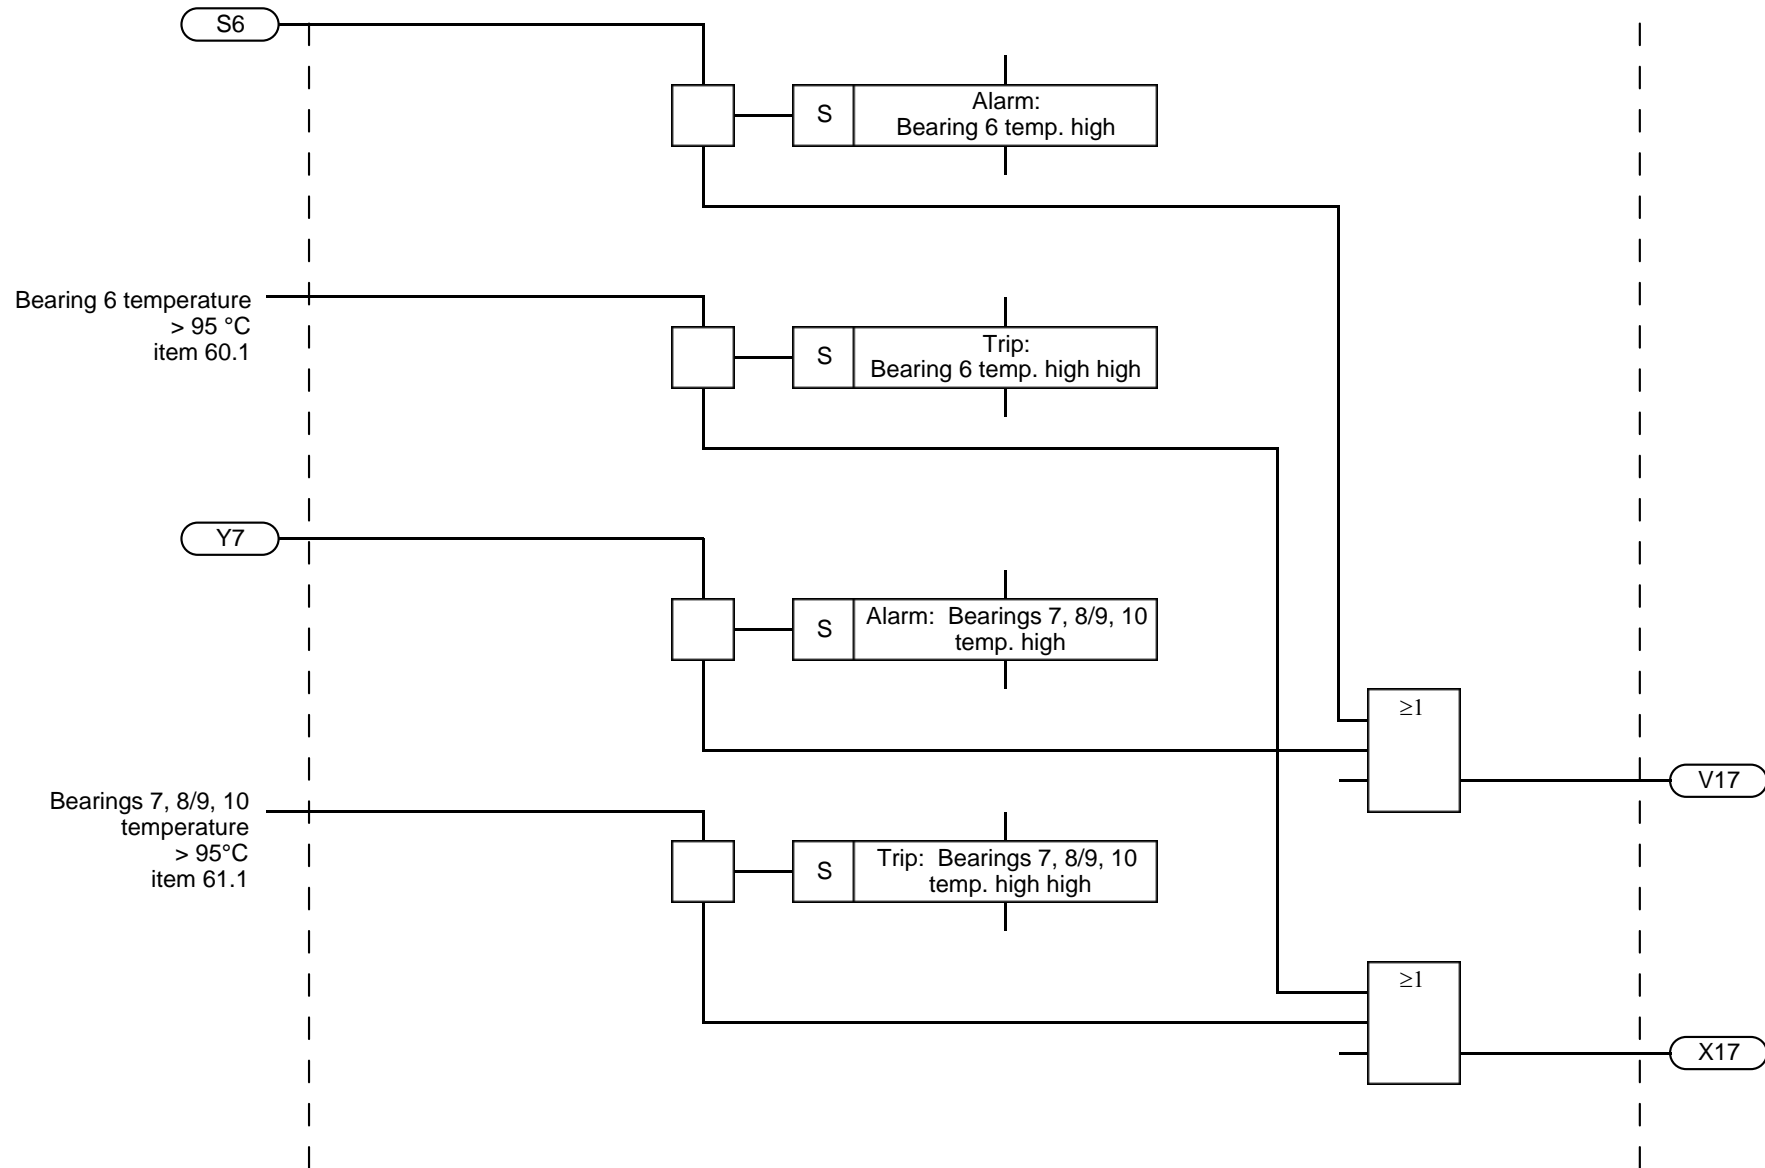 S6
S
Alarm:
Bearing 6 temp. high
Bearing 6 temperature
> 95 °C
item 60.1
S
Trip:
Bearing 6 temp. high high
Y7
S
Alarm:  Bearings 7, 8/9, 10
temp. high
≥1
V17
Bearings 7, 8/9, 10
temperature
> 95°C
item 61.1
S
Trip:  Bearings 7, 8/9, 10
temp. high high
≥1
X17